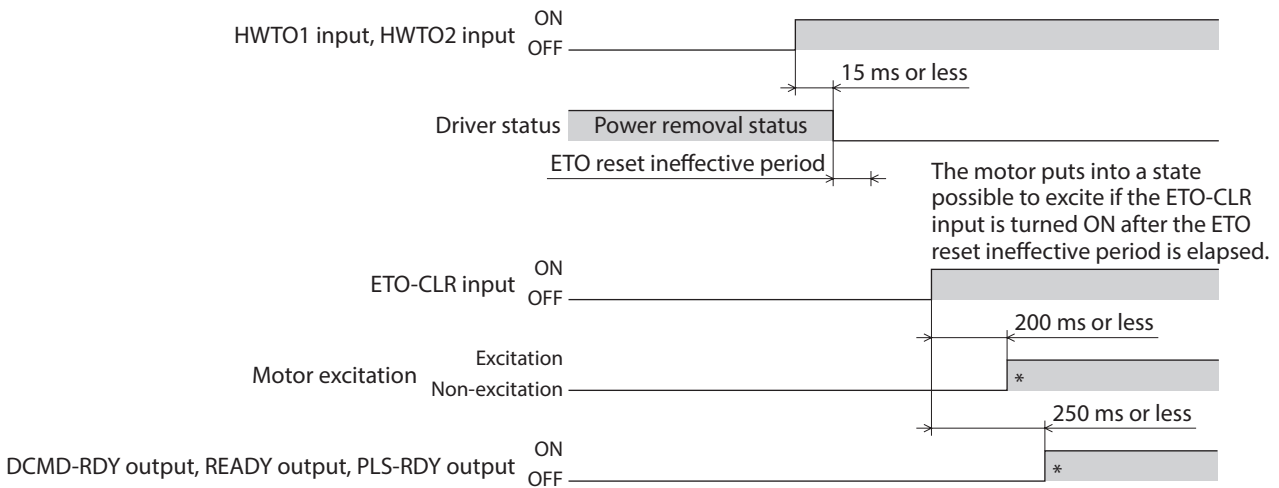 HWTO1 input, HWTO2 input
ON
OFF
15 ms or less
Driver status
Power removal status
ETO reset ineffective period
The motor puts into a state
possible to excite if the ETO-CLR
input is turned ON after the ETO
reset ineffective period is elapsed.
ETO-CLR input
ON
OFF
200 ms or less
Motor excitation
Excitation
Non-excitation
*
250 ms or less
DCMD-RDY output, READY output, PLS-RDY output
ON
OFF
*